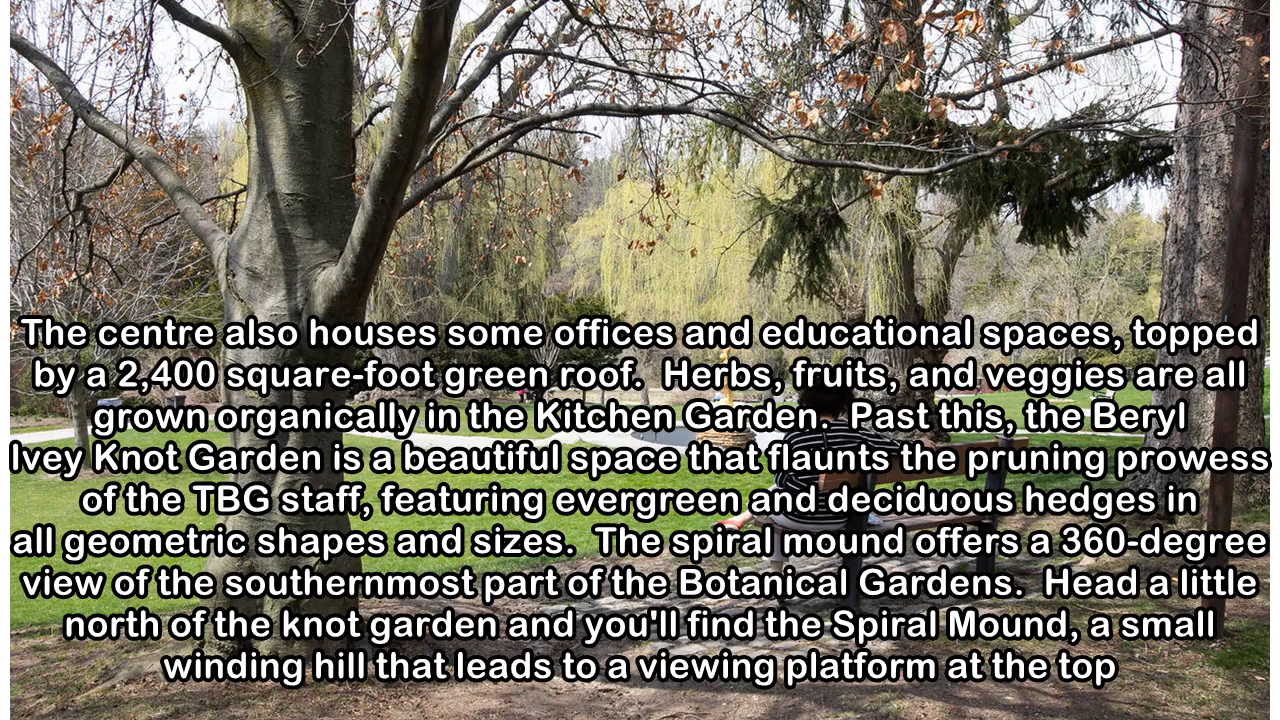 The centre also houses some offices and educational spaces, topped
by a 2,400 square-foot green roof.  Herbs, fruits, and veggies are all
grown organically in the Kitchen Garden.  Past this, the Beryl
Ivey Knot Garden is a beautiful space that flaunts the pruning prowess
of the TBG staff, featuring evergreen and deciduous hedges in
all geometric shapes and sizes.  The spiral mound offers a 360-degree
view of the southernmost part of the Botanical Gardens.  Head a little
north of the knot garden and you'll find the Spiral Mound, a small
winding hill that leads to a viewing platform at the top